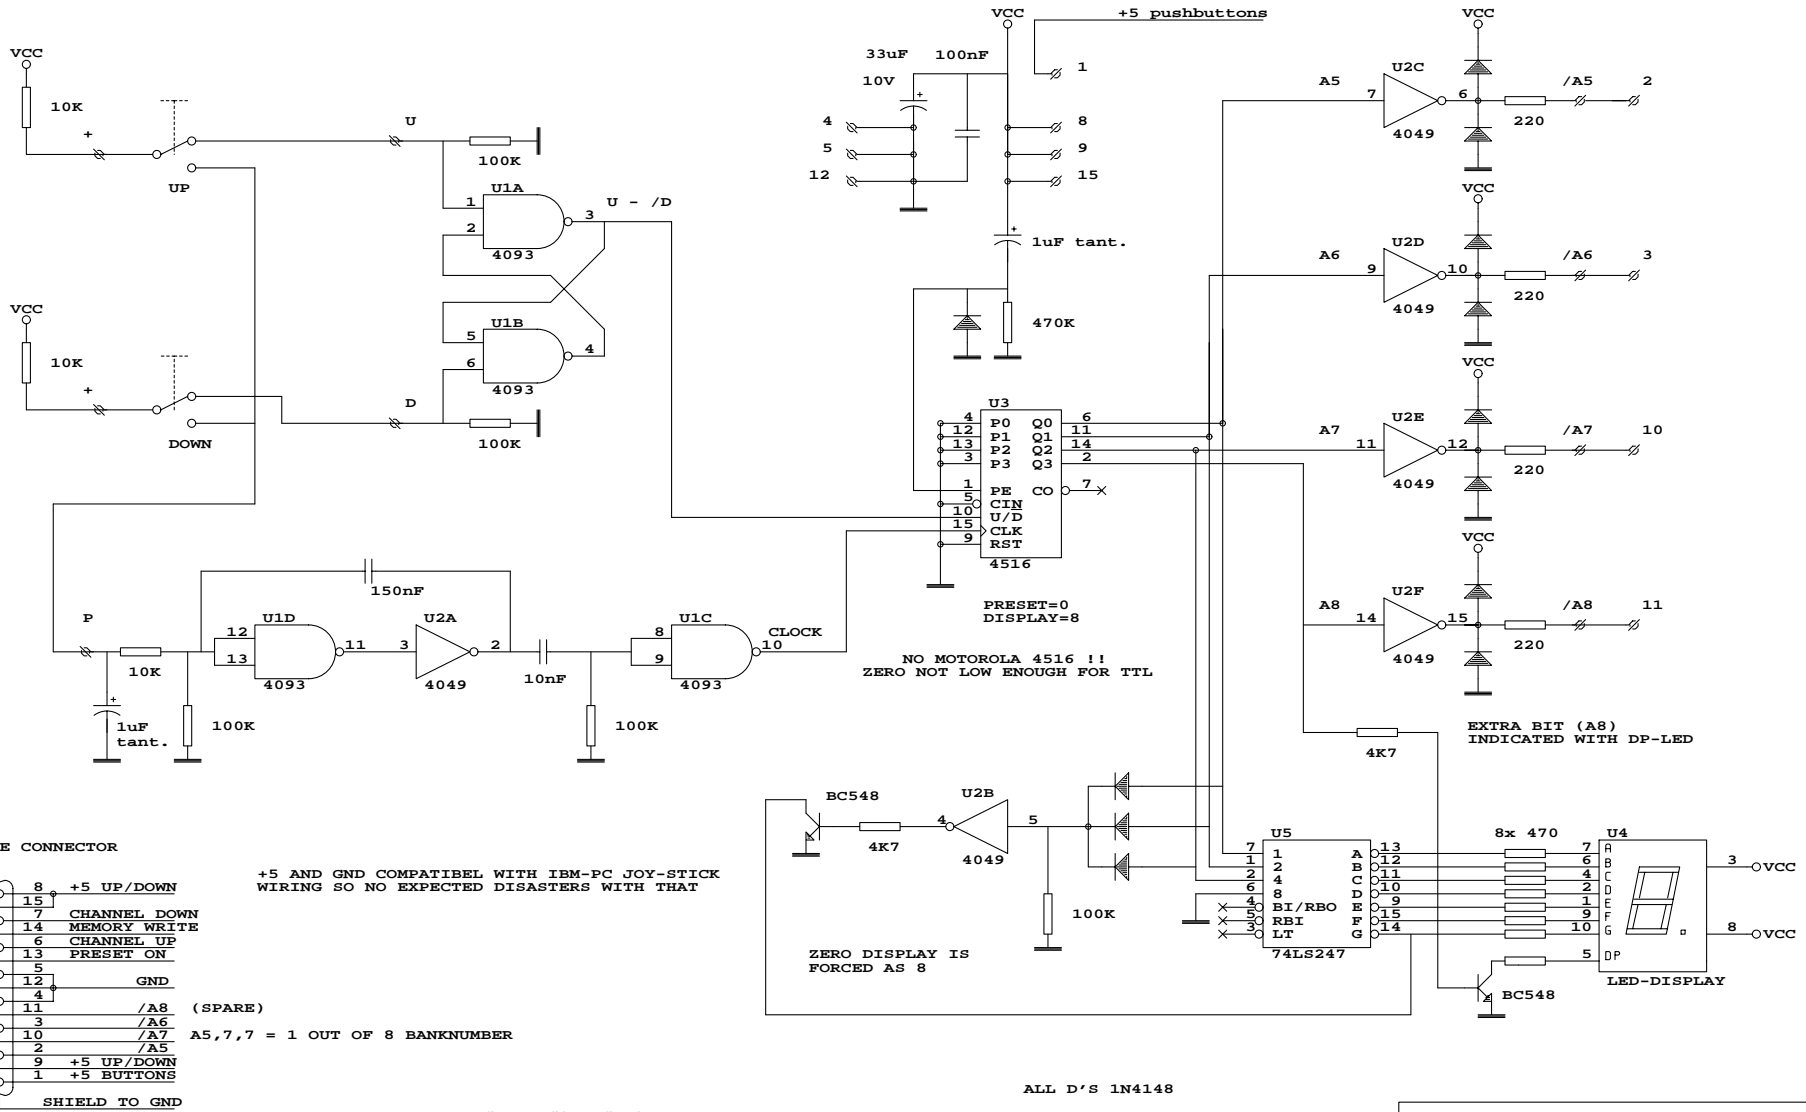 VCC
+5 pushbuttons
VCC
VCC
10K
+
UP
U
100K
U1A
1
2
3
4093
U - /D
33uF
10V
+
100nF
1
4
5
12
8
9
15
+
1uF tant.
470K
A5
7
U2C
6
4049
220
/A5
2
VCC
A6
9
U2D
10
4049
220
/A6
3
VCC
10K
+
DOWN
D
100K
U1B
5
6
4
4093
U3
4 P0 Q0 6
12 P1 Q1 11
13 P2 Q2 14
3 P3 Q3 2
1 PE CO 7
5 CIN
10 U/D
15 CLK
9 RST
4516
PRESET=0
DISPLAY=8
NO MOTOROLA 4516 !!
ZERO NOT LOW ENOUGH FOR TTL
VCC
A7
11
U2E
12
4049
220
/A7
10
VCC
A8
14
U2F
15
4049
220
/A8
11
EXTRA BIT (A8)
INDICATED WITH DP-LED
4K7
P
10K
+
1uF
tant.
100K
150nF
U1D
12
13
11
4093
U2A
3
2
4049
10nF
100K
U1C
8
9
10
4093
CLOCK
BC548
4K7
U2B
4
5
4049
100K
ZERO DISPLAY IS
FORCED AS 8
U5
7 1 A 13
1 2 B 12
2 4 C 11
6 8 D 10
4 BI/RBO E 9
5 RBI F 15
3 LT G 14
74LS247
8x 470
U4
7 A
6 B
4 C
2 D
1 E
9 F
10 G
5 DP
3 VCC
8 VCC
LED-DISPLAY
BC548
E CONNECTOR
8 +5 UP/DOWN
15
7 CHANNEL DOWN
14 MEMORY WRITE
6 CHANNEL UP
13 PRESET ON
5
12 GND
4
11 /A8 (SPARE)
3 /A6
10 /A7 A5,7,7 = 1 OUT OF 8 BANKNUMBER
2 /A5
9 +5 UP/DOWN
1 +5 BUTTONS
SHIELD TO GND
+5 AND GND COMPATIBEL WITH IBM-PC JOY-STICK
WIRING SO NO EXPECTED DISASTERS WITH THAT
ALL D'S 1N4148